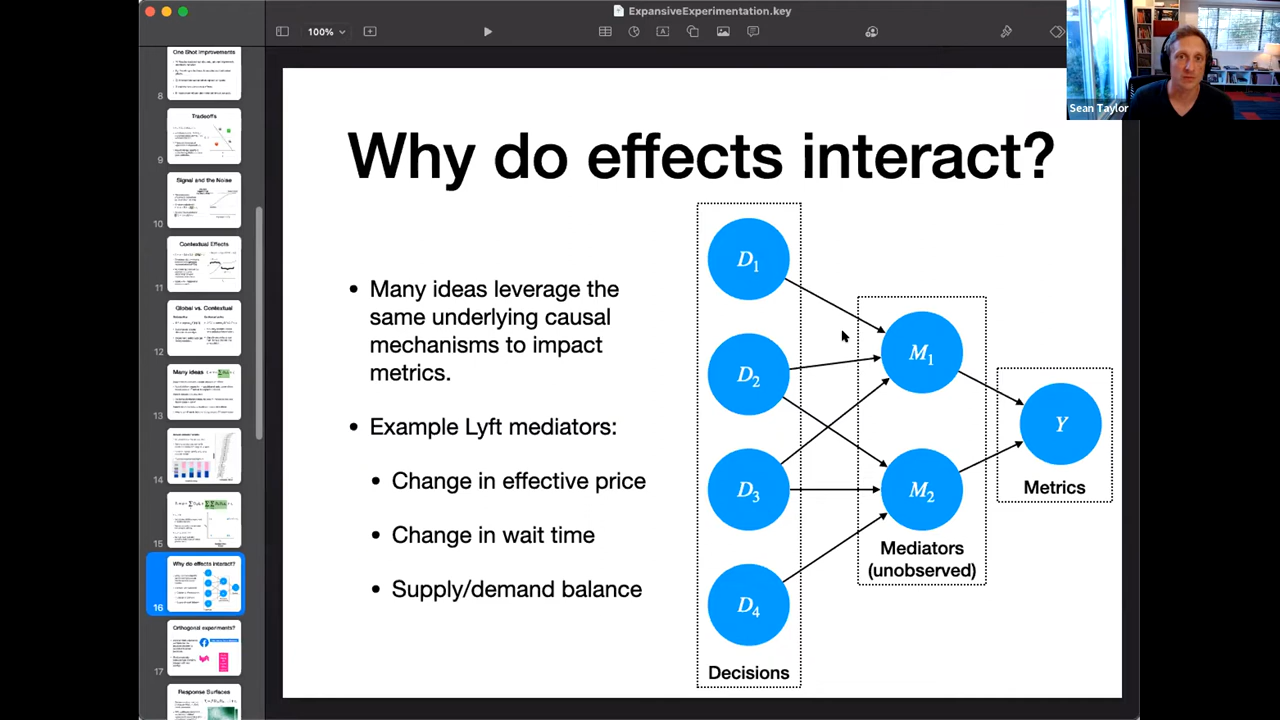 ExpansiveExperimentation.key
100%
Sean Taylor
One Shot Improvements
8
Tradeoffs
9
Signal and the Noise
10
Contextual Effects
11
Global vs. Contextual
12
Many ideas
13
14
15
Why do effects interact?
16
Orthogonal experiments?
17
Response Surfaces
Why do effects interact?
Many ideas leverage the
same underlying causal
mechanisms to impact
metrics.
• Example Lyft mediators:
• Change in effective price
• Change in wait time
• Supply/demand balance
D1
D2
D3
D4
Decisions
M1
M2
Mediators
(unobserved)
Y
Metrics